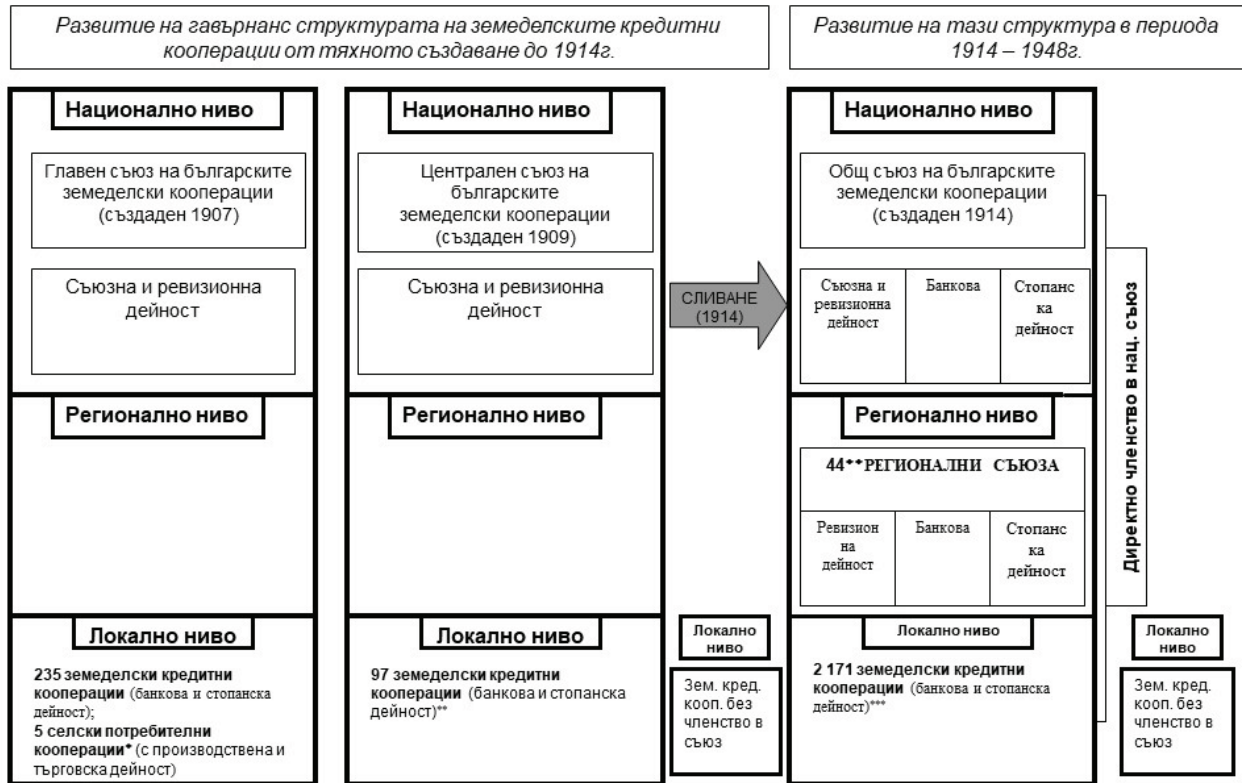 Развитие на гавърнанс структурата на земеделските кредитни
кооперации от тяхното създаване до 1914г.
Развитие на тази структура в периода
1914 – 1948г.
Национално ниво
Главен съюз на българските
земеделски кооперации
(създаден 1907)
Съюзна и ревизионна
дейност
Регионално ниво
Локално ниво
235 земеделски кредитни
кооперации (банкова и стопанска
дейност);
5 селски потребителни
кооперации* (с производствена и
търговска дейност)
Национално ниво
Централен съюз на
българските
земеделски кооперации
(създаден 1909)
Съюзна и ревизионна
дейност
Регионално ниво
Локално ниво
97 земеделски кредитни
кооперации (банкова и стопанска
дейност)**
СЛИВАНЕ
(1914)
Локално
ниво
Зем. кред.
кооп. без
членство в
съюз
Национално ниво
Общ съюз на българските
земеделски кооперации
(създаден 1914)
Съюзна и
ревизионна
дейност
Банкова
Стопанс
ка
дейност
Регионално ниво
44**РЕГИОНАЛНИ СЪЮЗА
Ревизион
на
дейност
Банкова
Стопанс
ка
дейност
Локално ниво
2 171 земеделски кредитни
кооперации (банкова и стопанска
дейност)***
Директно членство в нац. съюз
Локално
ниво
Зем. кред.
кооп. без
членство в
съюз